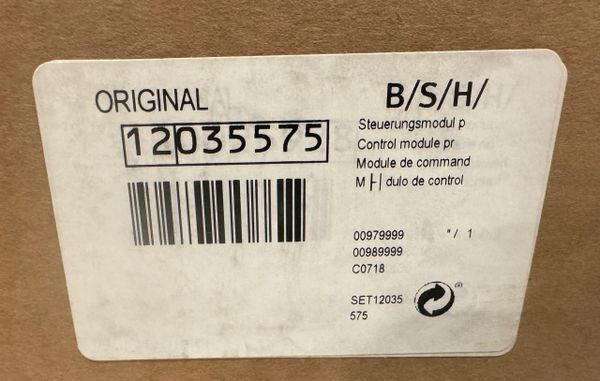 ORIGINAL
12035575
B/S/H/
Steuerungsmodul p
Control module pr
Module de command
M├┤dulo de control
00979999 "/ 1
00989999
C0718
SET12035
575